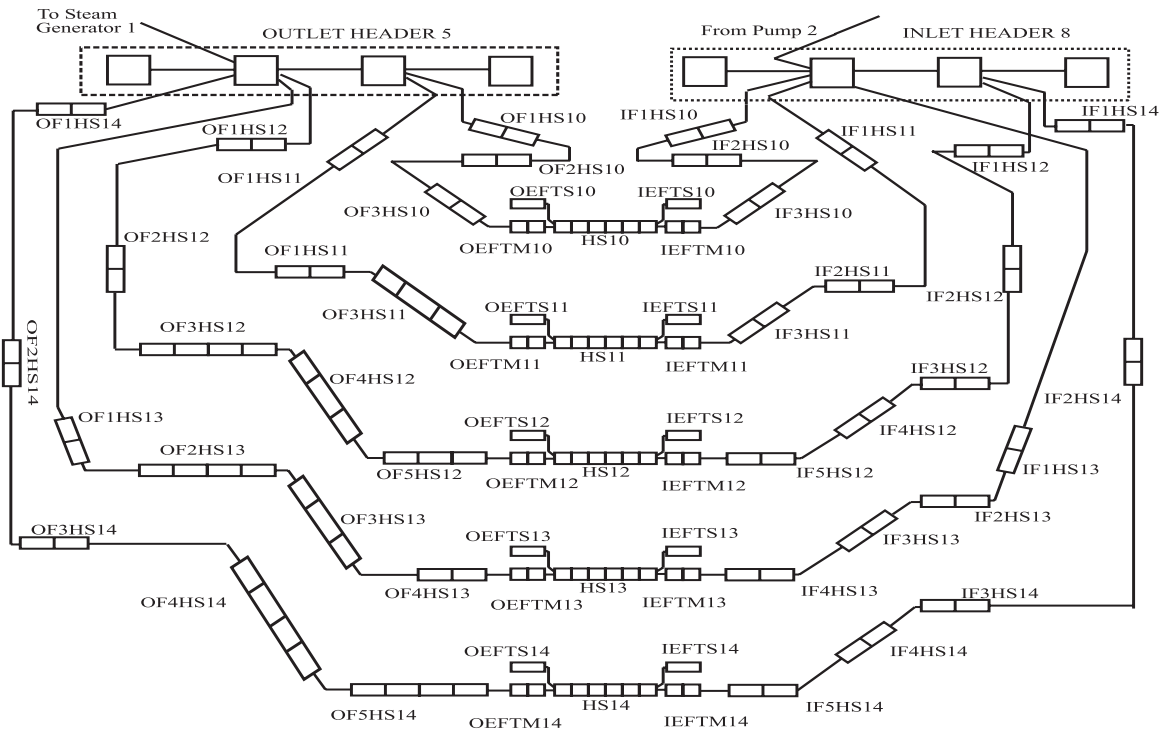 To Steam
Generator 1
OUTLET HEADER 5
From Pump 2
INLET HEADER 8
OF1HS14
OF1HS12
OF1HS10
IF1HS10
IF1HS11
IF1HS14
OF1HS11
OF2HS10
IF2HS10
IF1HS12
OF3HS10
OEFTS10
IEFTS10
IF3HS10
OF2HS12
OF1HS11
OEFTM10
HS10
IEFTM10
IF2HS11
IF2HS12
OF3HS11
OEFTS11
IEFTS11
IF3HS11
OF3HS12
OEFTM11
HS11
IEFTM11
OF2HS14
OF4HS12
IF3HS12
IF2HS14
OF1HS13
OEFTS12
IEFTS12
IF4HS12
OF2HS13
OF5HS12
OEFTM12
HS12
IEFTM12
IF5HS12
IF1HS13
OF3HS14
OF3HS13
OEFTS13
IEFTS13
IF3HS13
IF2HS13
OF4HS14
OF4HS13
OEFTM13
HS13
IEFTM13
IF4HS13
IF3HS14
OEFTS14
IEFTS14
IF4HS14
OF5HS14
OEFTM14
HS14
IEFTM14
IF5HS14